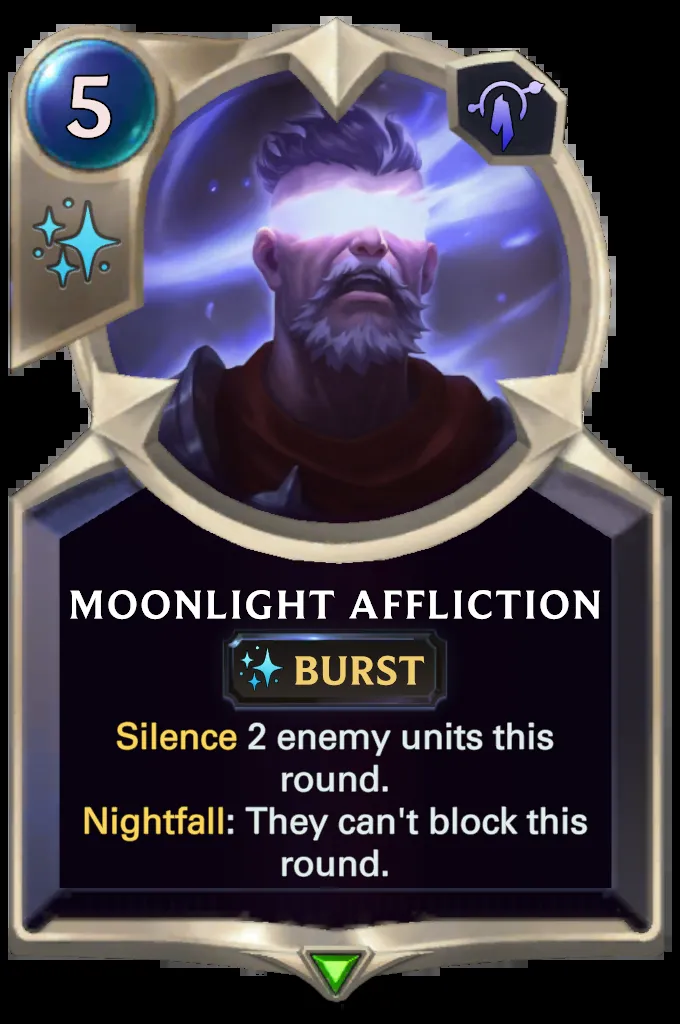 5
MOONLIGHT AFFLICTION
BURST
Silence 2 enemy units this
round.
Nightfall: They can't block this
round.